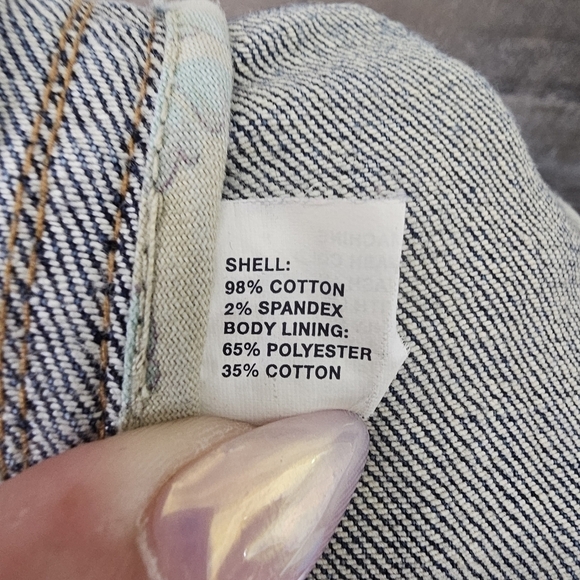 SHELL:
98% COTTON
2% SPANDEX
BODY LINING:
65% POLYESTER
35% COTTON